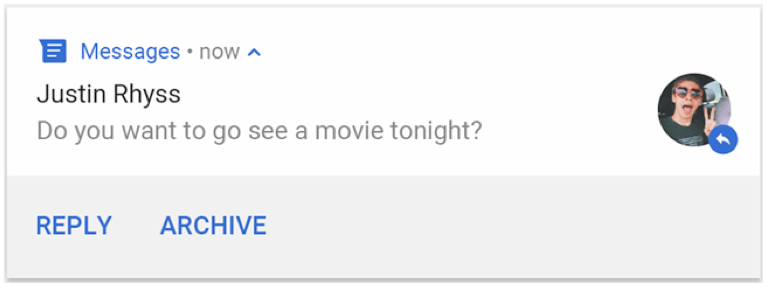 Messages • now
Justin Rhyss
Do you want to go see a movie tonight?
REPLY ARCHIVE